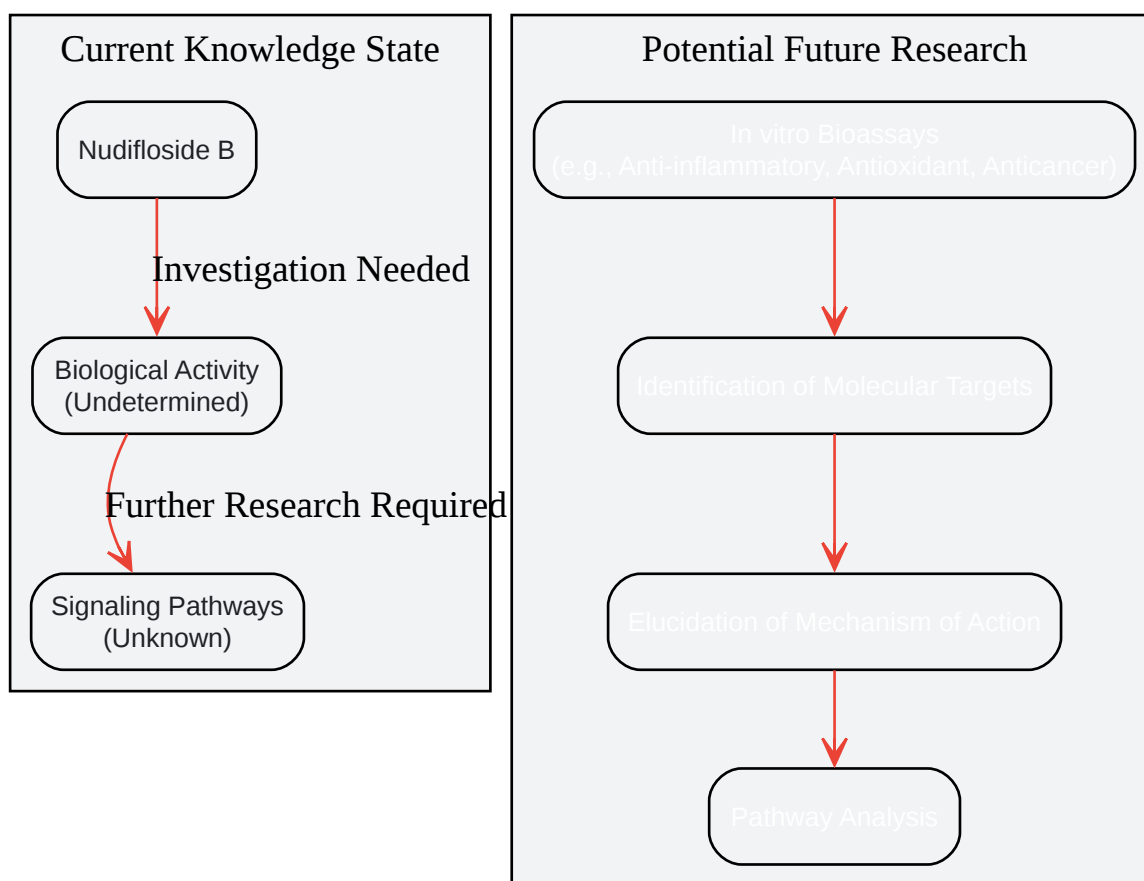 Current Knowledge State
Nudifloside B
Investigation Needed
Biological Activity
(Undetermined)
Further Research Required
Signaling Pathways
(Unknown)
Potential Future Research
In vitro Bioassays
(e.g., Anti-inflammatory, Antioxidant, Anticancer)
Identification of Molecular Targets
Elucidation of Mechanism of Action
Pathway Analysis